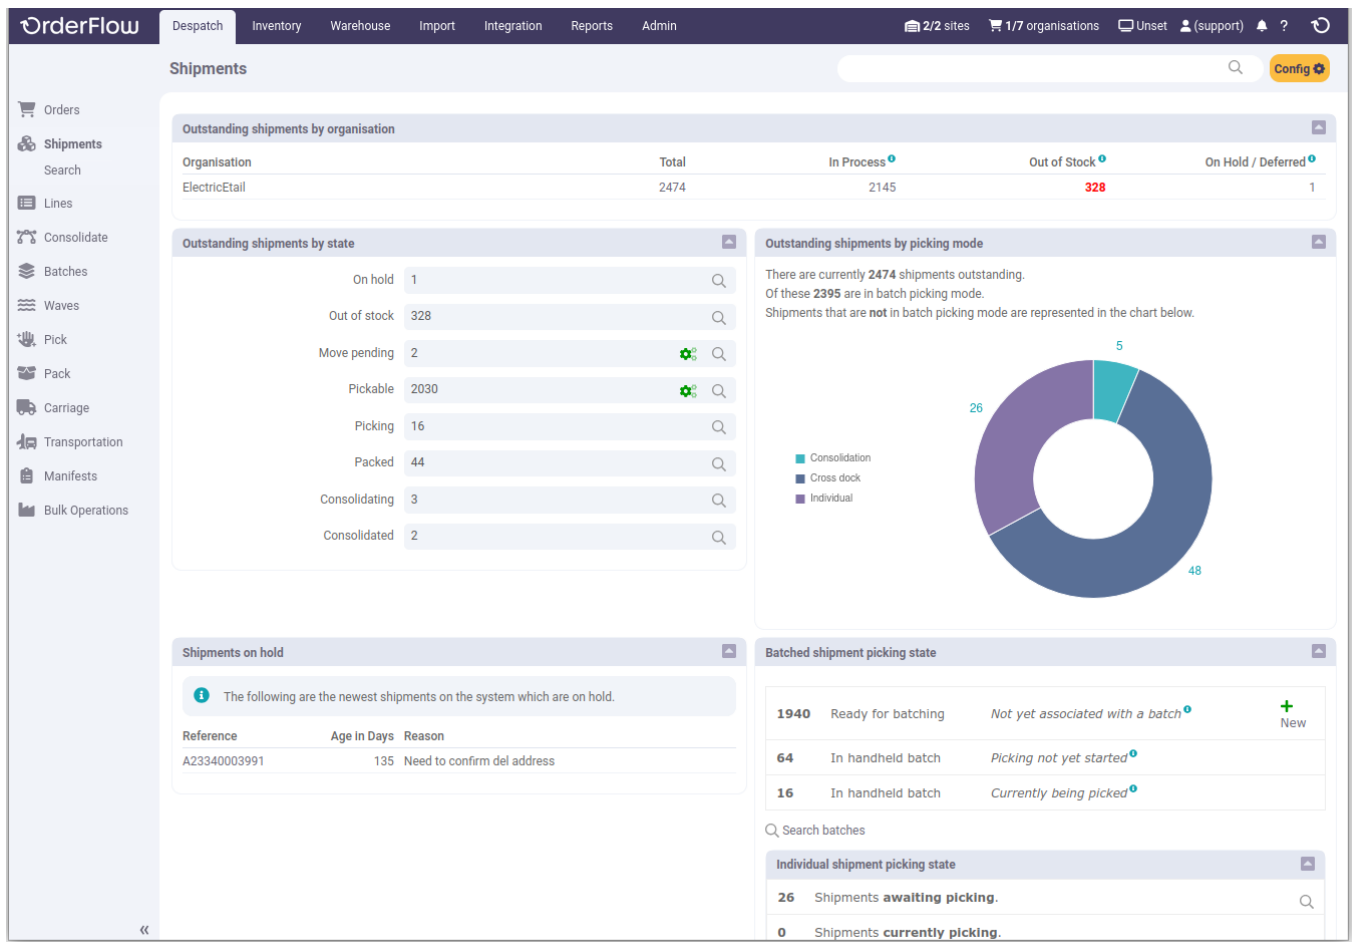 OrderFlow
Despatch Inventory Warehouse Import Integration Reports Admin
2/2 sites 1/7 organisations Unset (support) ?
Shipments
Config
Orders
Shipments
Search
Lines
Consolidate
Batches
Waves
Pick
Pack
Carriage
Transportation
Manifests
Bulk Operations
«
Outstanding shipments by organisation
Organisation Total In Process Out of Stock On Hold / Deferred
ElectricEtail 2474 2145 328 1
Outstanding shipments by state
On hold 1
Out of stock 328
Move pending 2
Pickable 2030
Picking 16
Packed 44
Consolidating 3
Consolidated 2
Outstanding shipments by picking mode
There are currently 2474 shipments outstanding.
Of these 2395 are in batch picking mode.
Shipments that are not in batch picking mode are represented in the chart below.
5
26
48
Consolidation
Cross dock
Individual
Shipments on hold
The following are the newest shipments on the system which are on hold.
Reference Age in Days Reason
A23340003991 135 Need to confirm del address
Batched shipment picking state
1940 Ready for batching Not yet associated with a batch
New
64 In handheld batch Picking not yet started
16 In handheld batch Currently being picked
Search batches
Individual shipment picking state
26 Shipments awaiting picking.
0 Shipments currently picking.